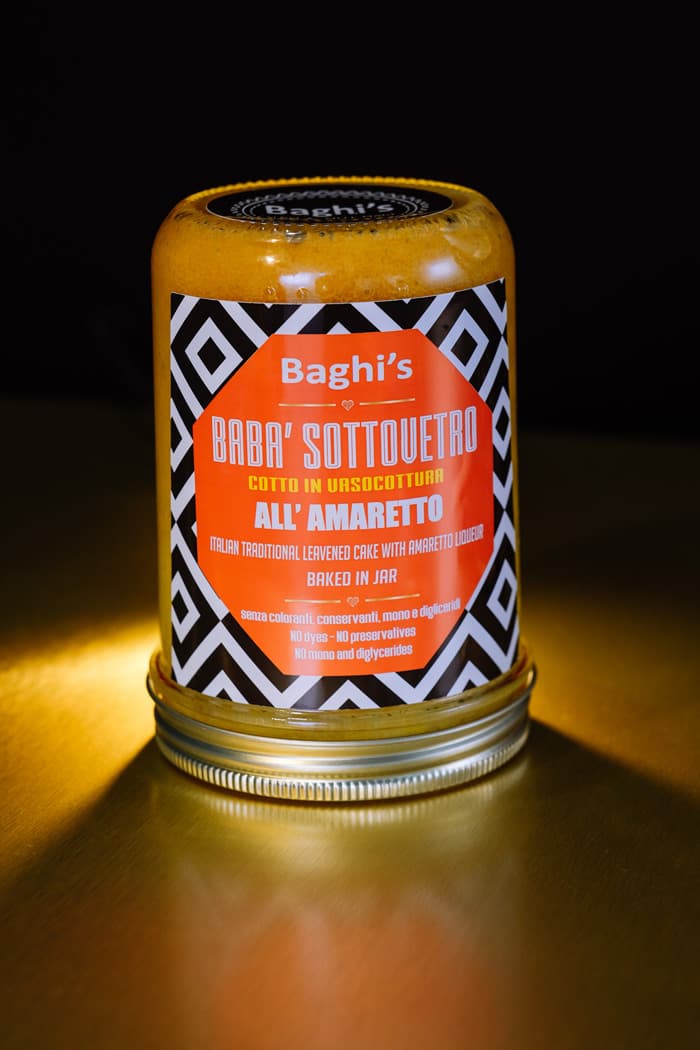 Baghi's
Baghi's
BABA' SOTTOVETRO
COTTO IN VASOCOTTURA
ALL' AMARETTO
ITALIAN TRADITIONAL LEAVENED CAKE WITH AMARETTO LIQUEUR
BAKED IN JAR
senza coloranti, conservanti, mono e digliceridi
NO dyes - NO preservatives
NO mono and diglycerides